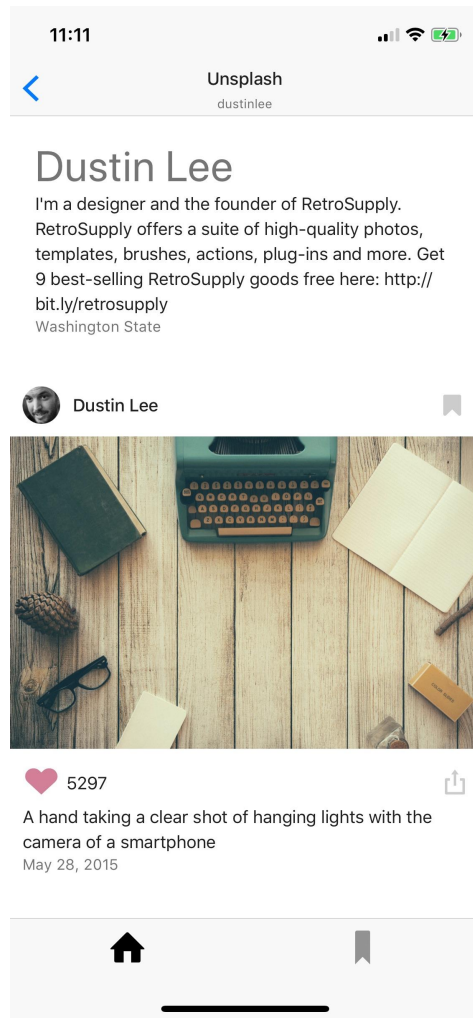 11:11
Unsplash
dustinlee
Dustin Lee
I'm a designer and the founder of RetroSupply.
RetroSupply offers a suite of high-quality photos,
templates, brushes, actions, plug-ins and more. Get
9 best-selling RetroSupply goods free here: http://
bit.ly/retrosupply
Washington State
Dustin Lee
5297
A hand taking a clear shot of hanging lights with the
camera of a smartphone
May 28, 2015